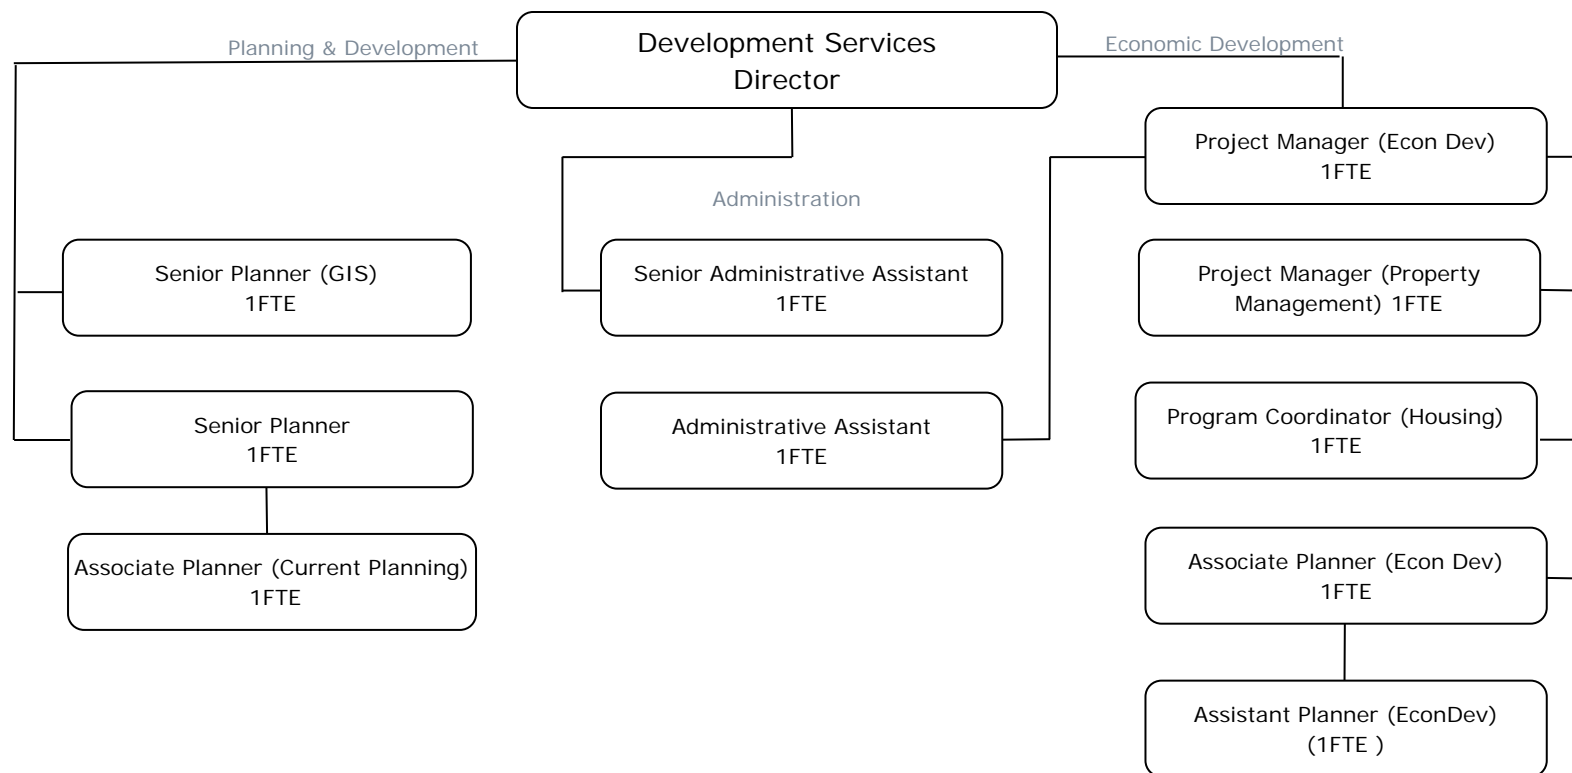 Planning & Development
Development Services
Director
Economic Development
Project Manager (Econ Dev)
1FTE
Administration
Senior Planner (GIS)
1FTE
Senior Administrative Assistant
1FTE
Project Manager (Property
Management) 1FTE
Senior Planner
1FTE
Administrative Assistant
1FTE
Program Coordinator (Housing)
1FTE
Associate Planner (Current Planning)
1FTE
Associate Planner (Econ Dev)
1FTE
Assistant Planner (EconDev)
(1FTE )